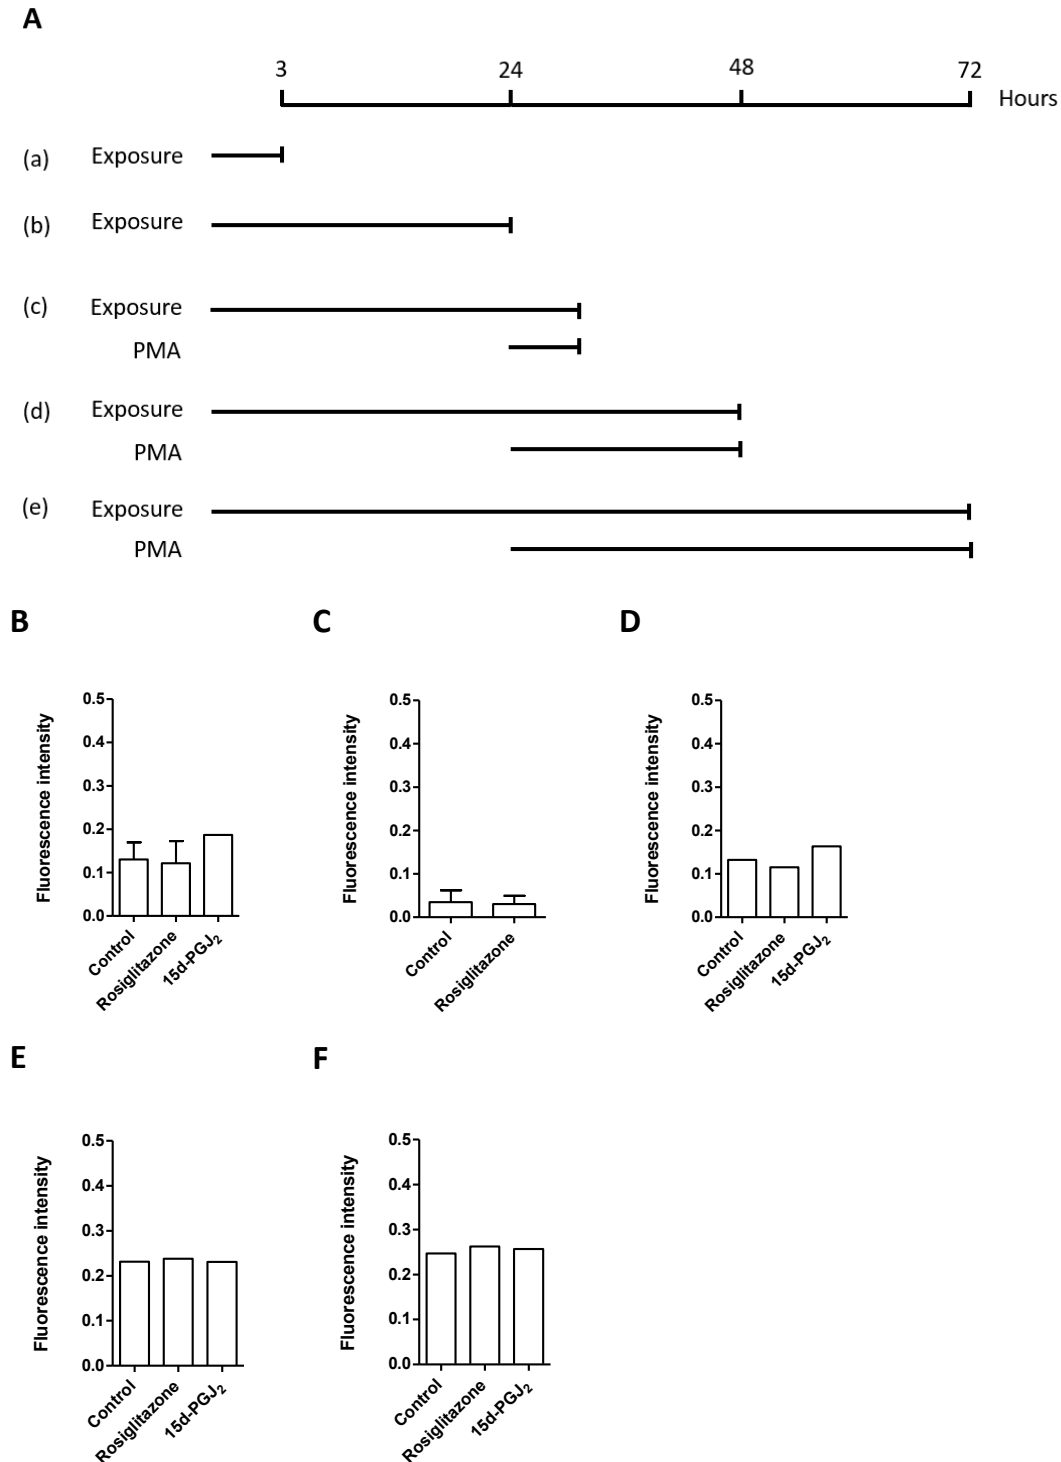 A
3 24 48 72
Hours
(a) Exposure
(b) Exposure
(c) Exposure
PMA
(d) Exposure
PMA
(e) Exposure
PMA
B
Fluorescence intensity
0.5
0.4
0.3
0.2
0.1
0.0
Control
Rosiglitazone
15d-PGJ₂
C
Fluorescence intensity
0.5
0.4
0.3
0.2
0.1
0.0
Control
Rosiglitazone
D
Fluorescence intensity
0.5
0.4
0.3
0.2
0.1
0.0
Control
Rosiglitazone
15d-PGJ₂
E
Fluorescence intensity
0.5
0.4
0.3
0.2
0.1
0.0
Control
Rosiglitazone
15d-PGJ₂
F
Fluorescence intensity
0.5
0.4
0.3
0.2
0.1
0.0
Control
Rosiglitazone
15d-PGJ₂